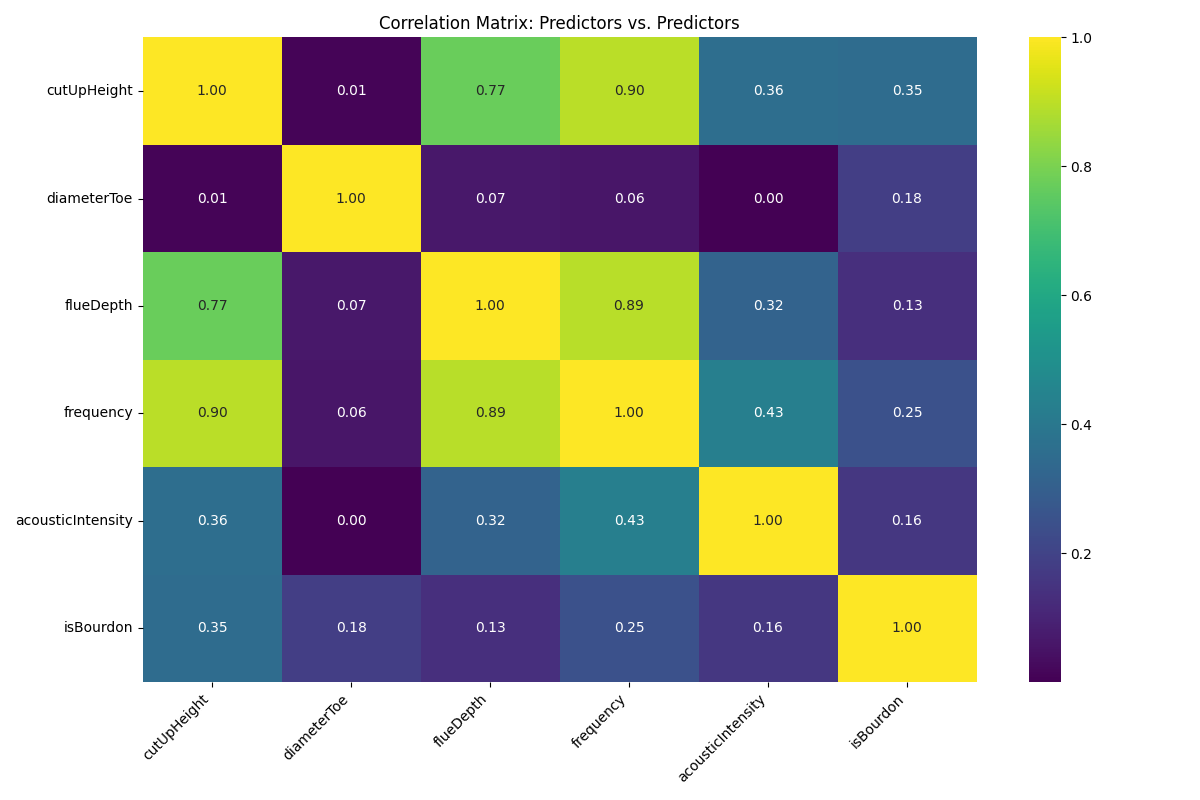 Correlation Matrix: Predictors vs. Predictors
cutUpHeight 1.00 0.01 0.77 0.90 0.36 0.35
diameterToe 0.01 1.00 0.07 0.06 0.00 0.18
flueDepth 0.77 0.07 1.00 0.89 0.32 0.13
frequency 0.90 0.06 0.89 1.00 0.43 0.25
acousticIntensity 0.36 0.00 0.32 0.43 1.00 0.16
isBourdon 0.35 0.18 0.13 0.25 0.16 1.00
cutUpHeight diameterToe flueDepth frequency acousticIntensity isBourdon
1.0
0.8
0.6
0.4
0.2